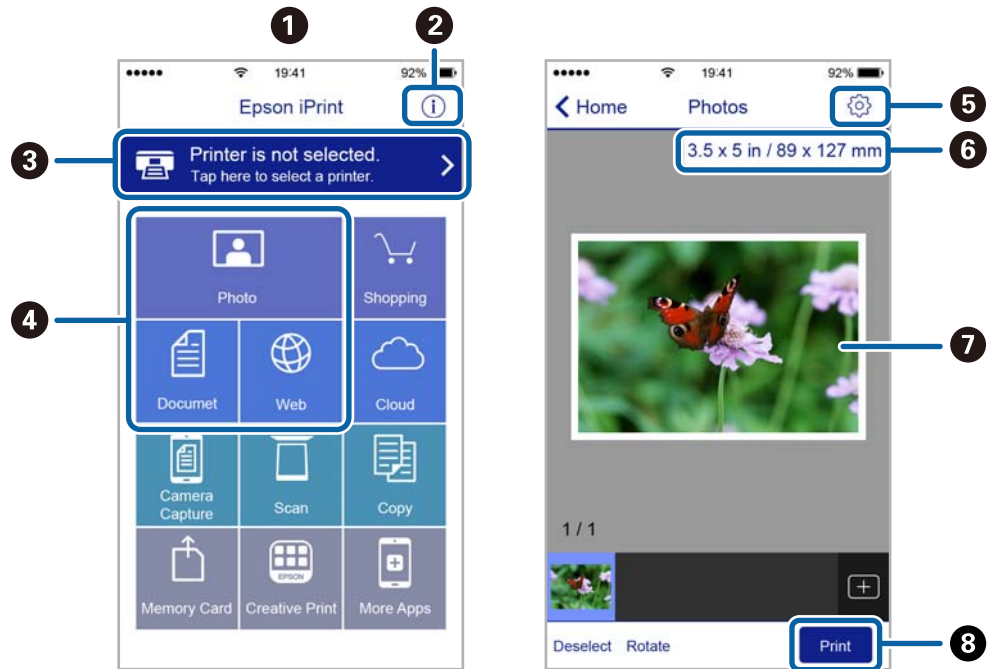 1
2
19:41
92%
Epson iPrint
3
Printer is not selected.
Tap here to select a printer.
4
Photo
Shopping
Documet
Web
Cloud
Camera
Capture
Scan
Copy
EPSON
Memory Card
Creative Print
More Apps
19:41
92%
Home
Photos
5
3.5 x 5 in / 89 x 127 mm
6
7
1 / 1
Deselect
Rotate
Print
8